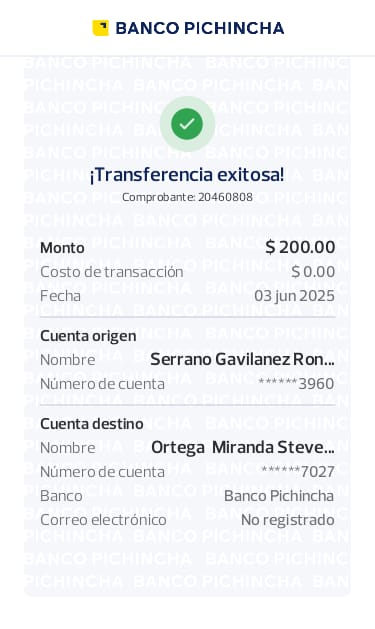 BANCO PICHINCHA
¡Transferencia exitosa!
Comprobante: 20460808
Monto $ 200.00
Costo de transacción $ 0.00
Fecha 03 jun 2025
Cuenta origen
Nombre Serrano Gavilanez Ron...
Número de cuenta ******3960
Cuenta destino
Nombre Ortega Miranda Steve...
Número de cuenta ******7027
Banco Banco Pichincha
Correo electrónico No registrado